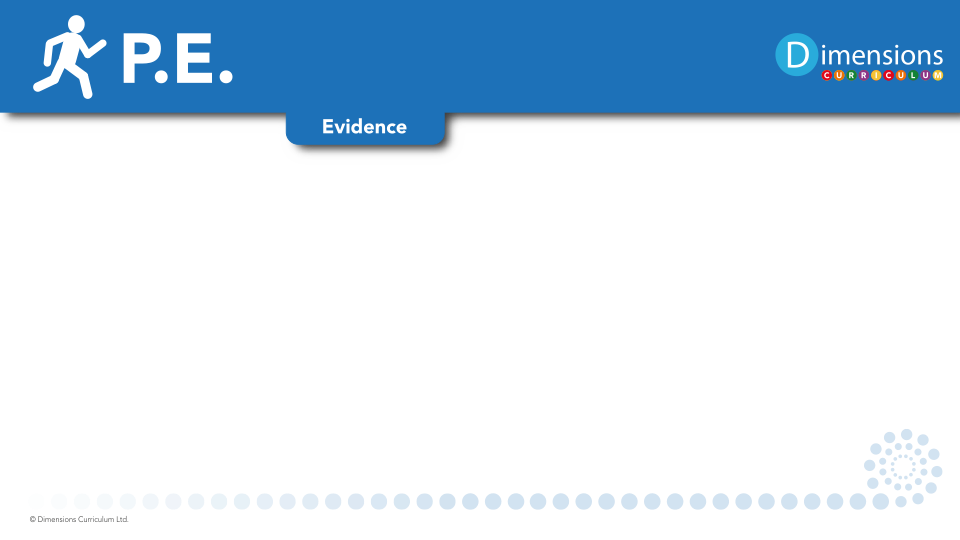 P.E.
Dimensions
CURRICULUM
Evidence
© Dimensions Curriculum Ltd.